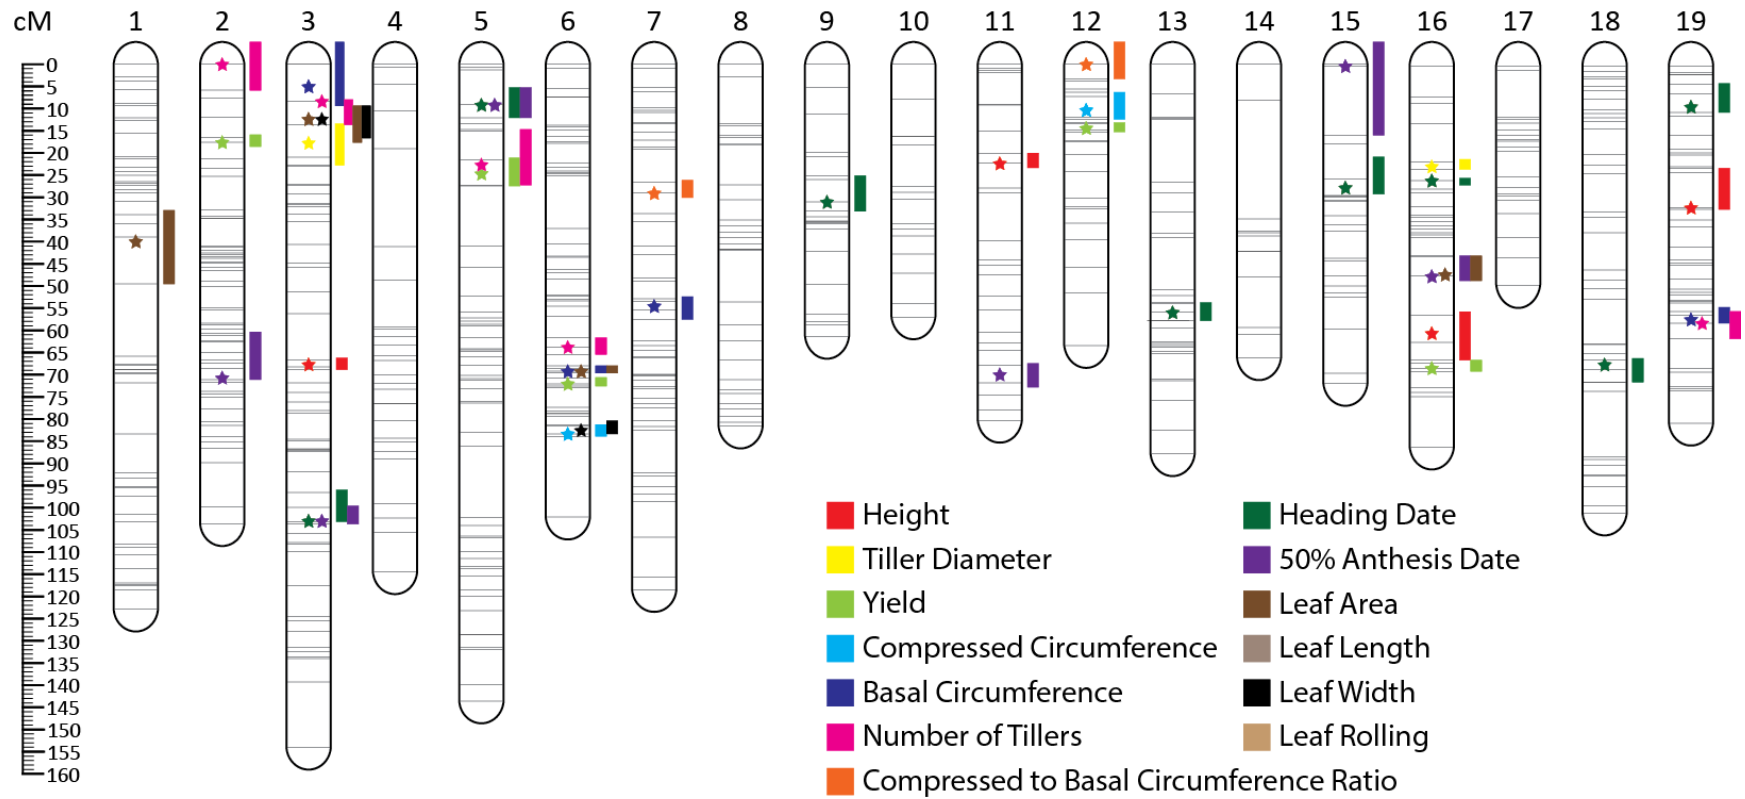 cM 1 2 3 4 5 6 7 8 9 10 11 12 13 14 15 16 17 18 19
0
5
10
15
20
25
30
35
40
45
50
55
60
65
70
75
80
85
90
95
100
105
110
115
120
125
130
135
140
145
150
155
160
Height
Tiller Diameter
Yield
Compressed Circumference
Basal Circumference
Number of Tillers
Compressed to Basal Circumference Ratio
Heading Date
50% Anthesis Date
Leaf Area
Leaf Length
Leaf Width
Leaf Rolling